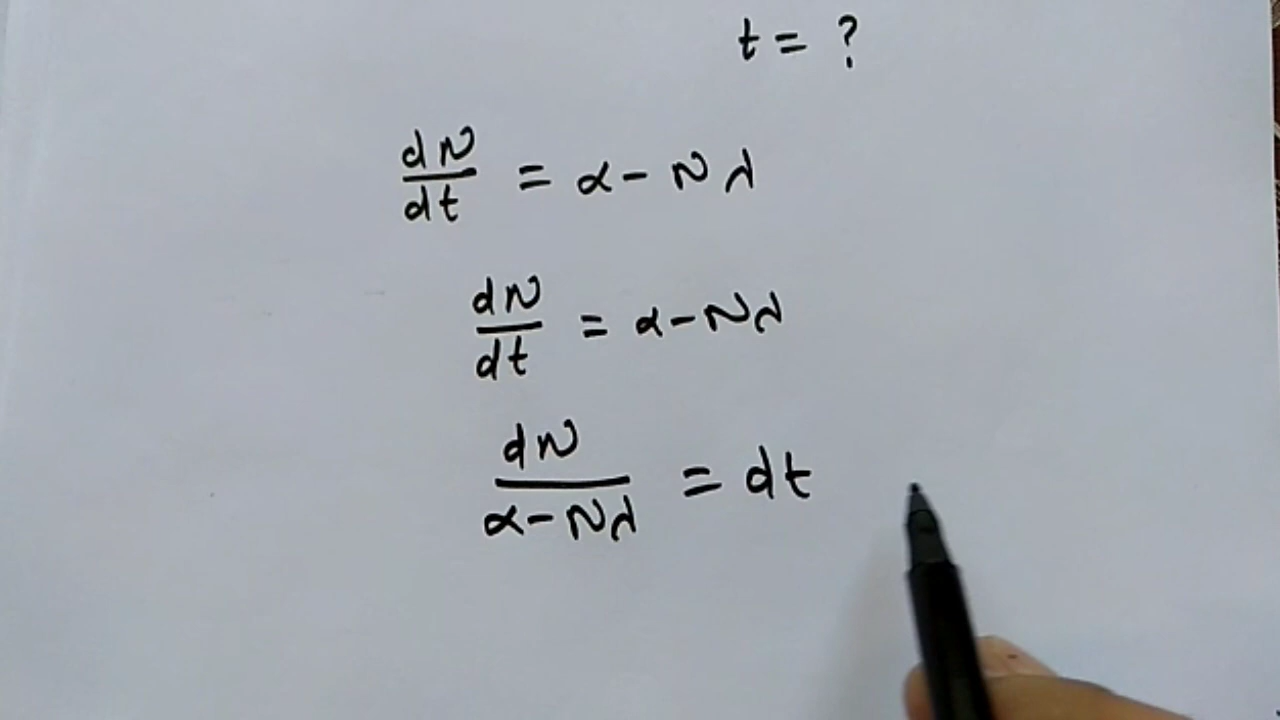 t = ?
dN/dt = α - Nλ
dN/dt = α - Nλ
dN/(α - Nλ) = dt